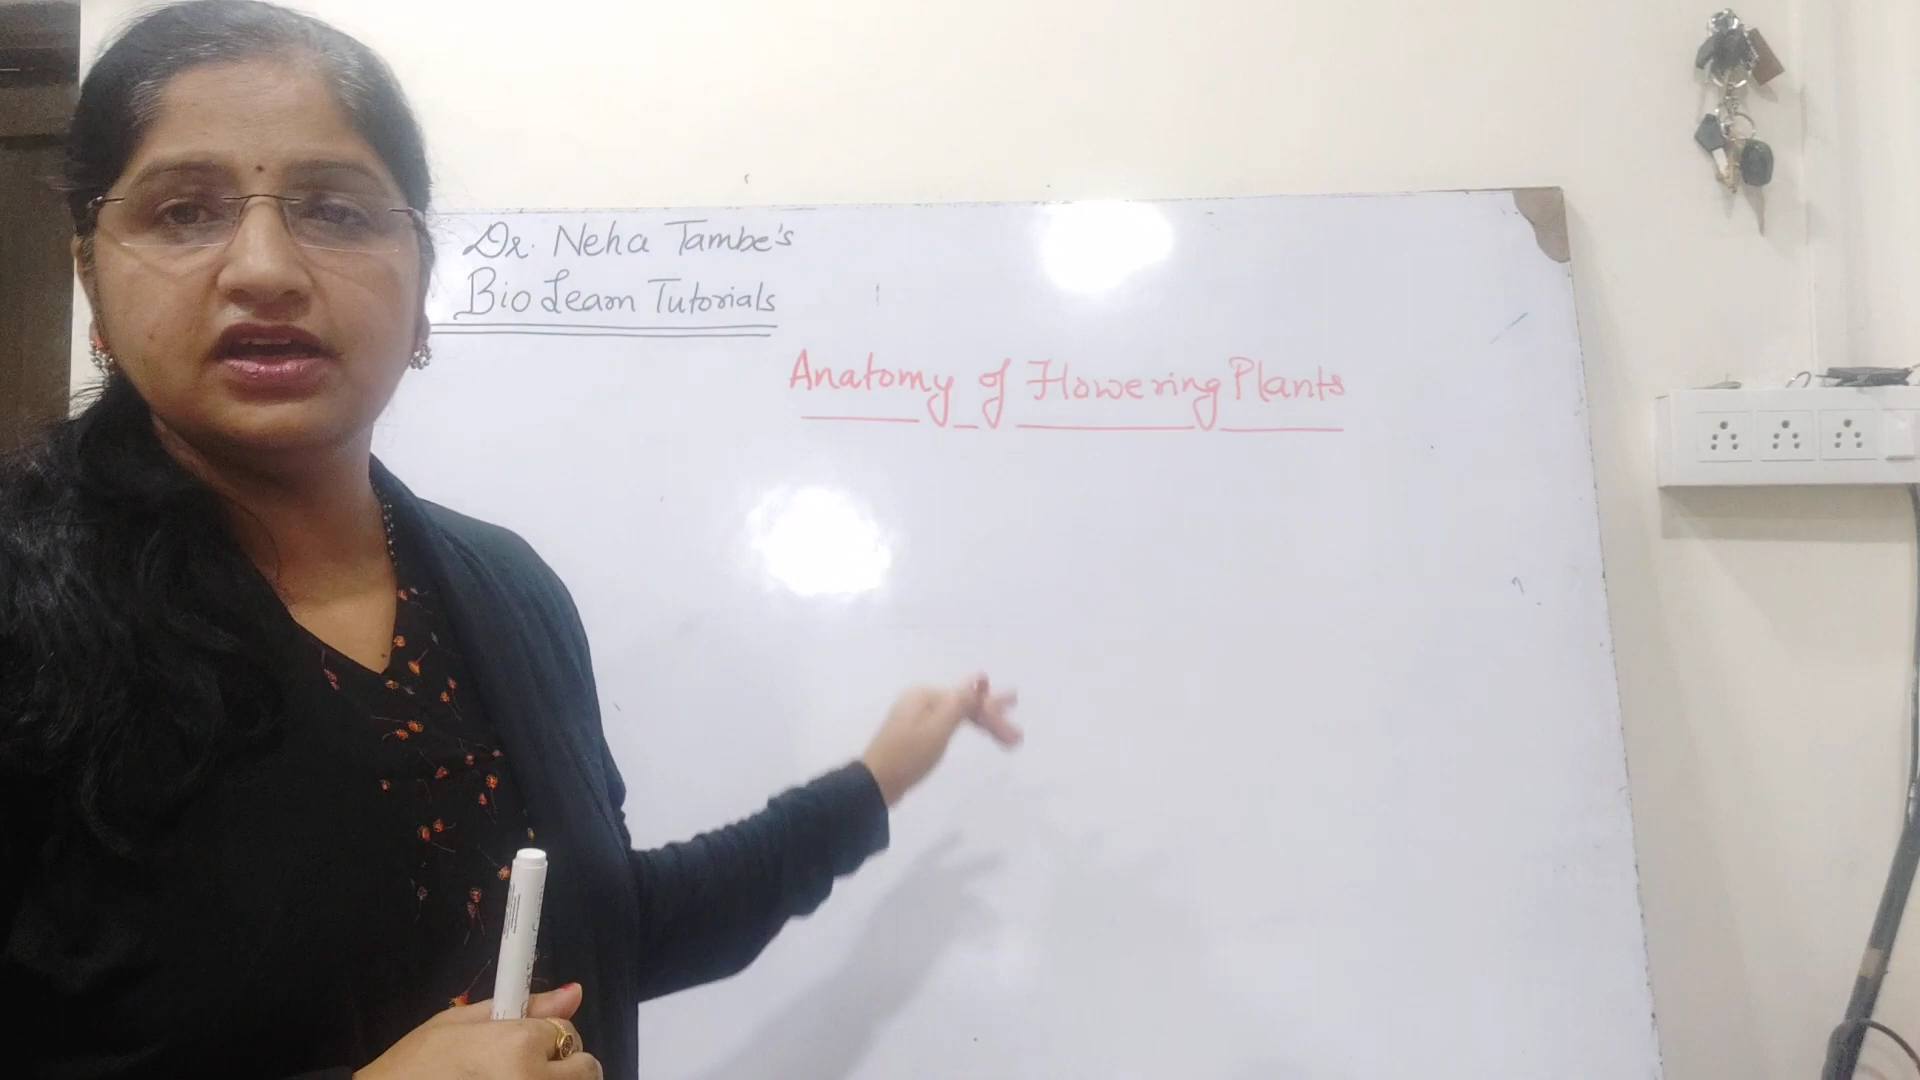 Dr. Neha Tambe's
Bio Learn Tutorials
Anatomy of Flowering Plants